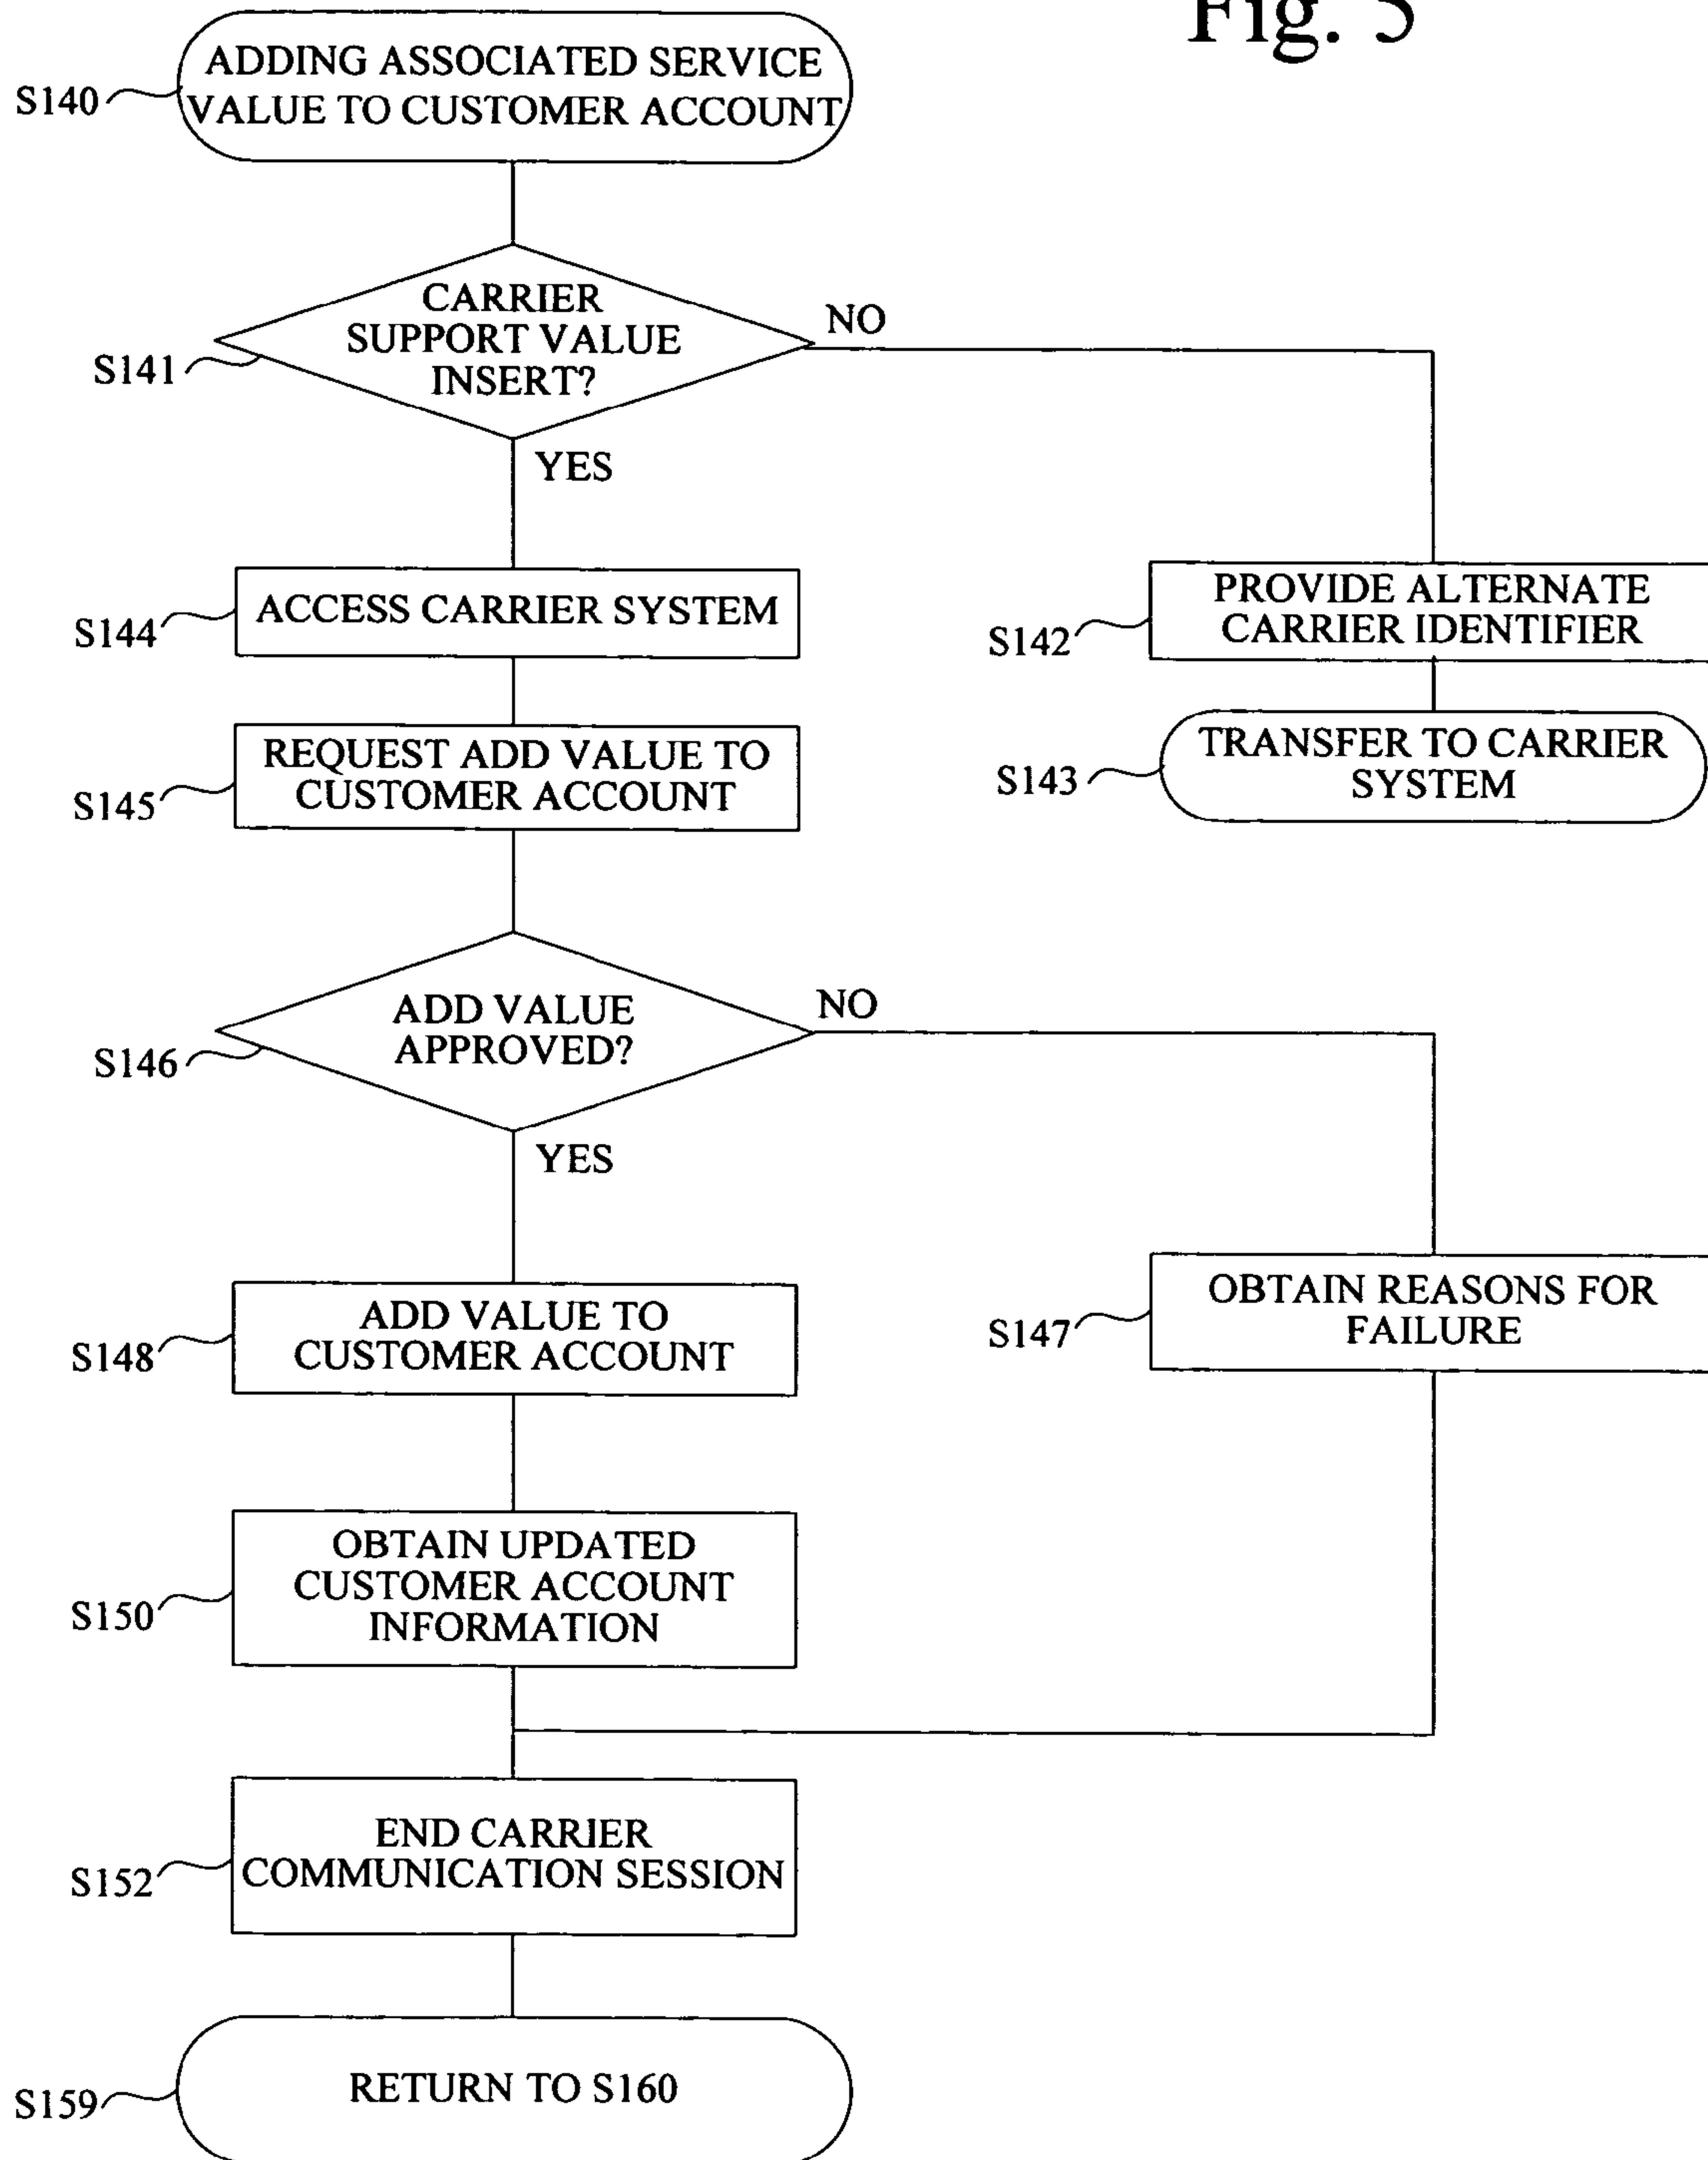 Fig. 5
ADDING ASSOCIATED SERVICE
VALUE TO CUSTOMER ACCOUNT
S140
CARRIER
SUPPORT VALUE
INSERT?
NO
S141
YES
ACCESS CARRIER SYSTEM
S144
PROVIDE ALTERNATE
CARRIER IDENTIFIER
S142
REQUEST ADD VALUE TO
CUSTOMER ACCOUNT
S145
TRANSFER TO CARRIER
SYSTEM
S143
ADD VALUE
APPROVED?
NO
S146
YES
ADD VALUE TO
CUSTOMER ACCOUNT
S148
OBTAIN REASONS FOR
FAILURE
S147
OBTAIN UPDATED
CUSTOMER ACCOUNT
INFORMATION
S150
END CARRIER
COMMUNICATION SESSION
S152
RETURN TO S160
S159